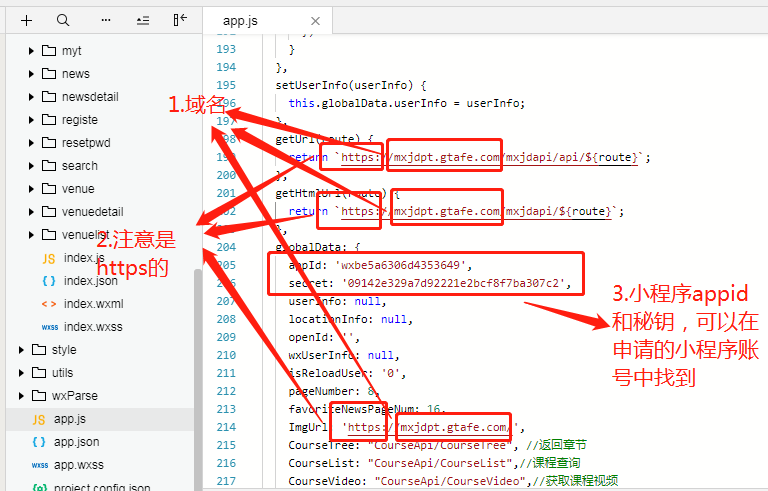 app.js
myt
news
newsdetail
registe
resetpwd
search
venue
venuedetail
venuelist
index.js
index.json
index.wxml
index.wxss
style
utils
wxParse
JS app.js
{ } app.json
wxss app.wxss
{o} project.config.json
193 }
194 },
195 setUserInfo(userInfo) {
196 this.globalData.userInfo = userInfo;
197 },
198 getUrl(route) {
199 return `https://mxjdpt.gtafe.com/mxjdapi/api/${route}`;
200 },
201 getHtmlUrl(route) {
202 return `https://mxjdpt.gtafe.com/mxjdapi/${route}`;
203 },
204 globalData: {
205 appId: 'wxbe5a6306d4353649',
206 secret: '09142e329a7d92221e2bcf8f7ba307c2',
207 userInfo: null,
208 locationInfo: null,
209 openId: '',
210 wxUserInfo: null,
211 isReloadUser: '0',
212 pageNumber: 8,
213 favoriteNewsPageNum: 16,
214 ImgUrl: 'https://mxjdpt.gtafe.com/',
215 CourseTree: "CourseApi/CourseTree", //返回章节
216 CourseList: "CourseApi/CourseList",//课程查询
217 CourseVideo: "CourseApi/CourseVideo",//获取课程视频
1.域名
2.注意是
https的
3.小程序appid
和秘钥，可以在
申请的小程序账
号中找到